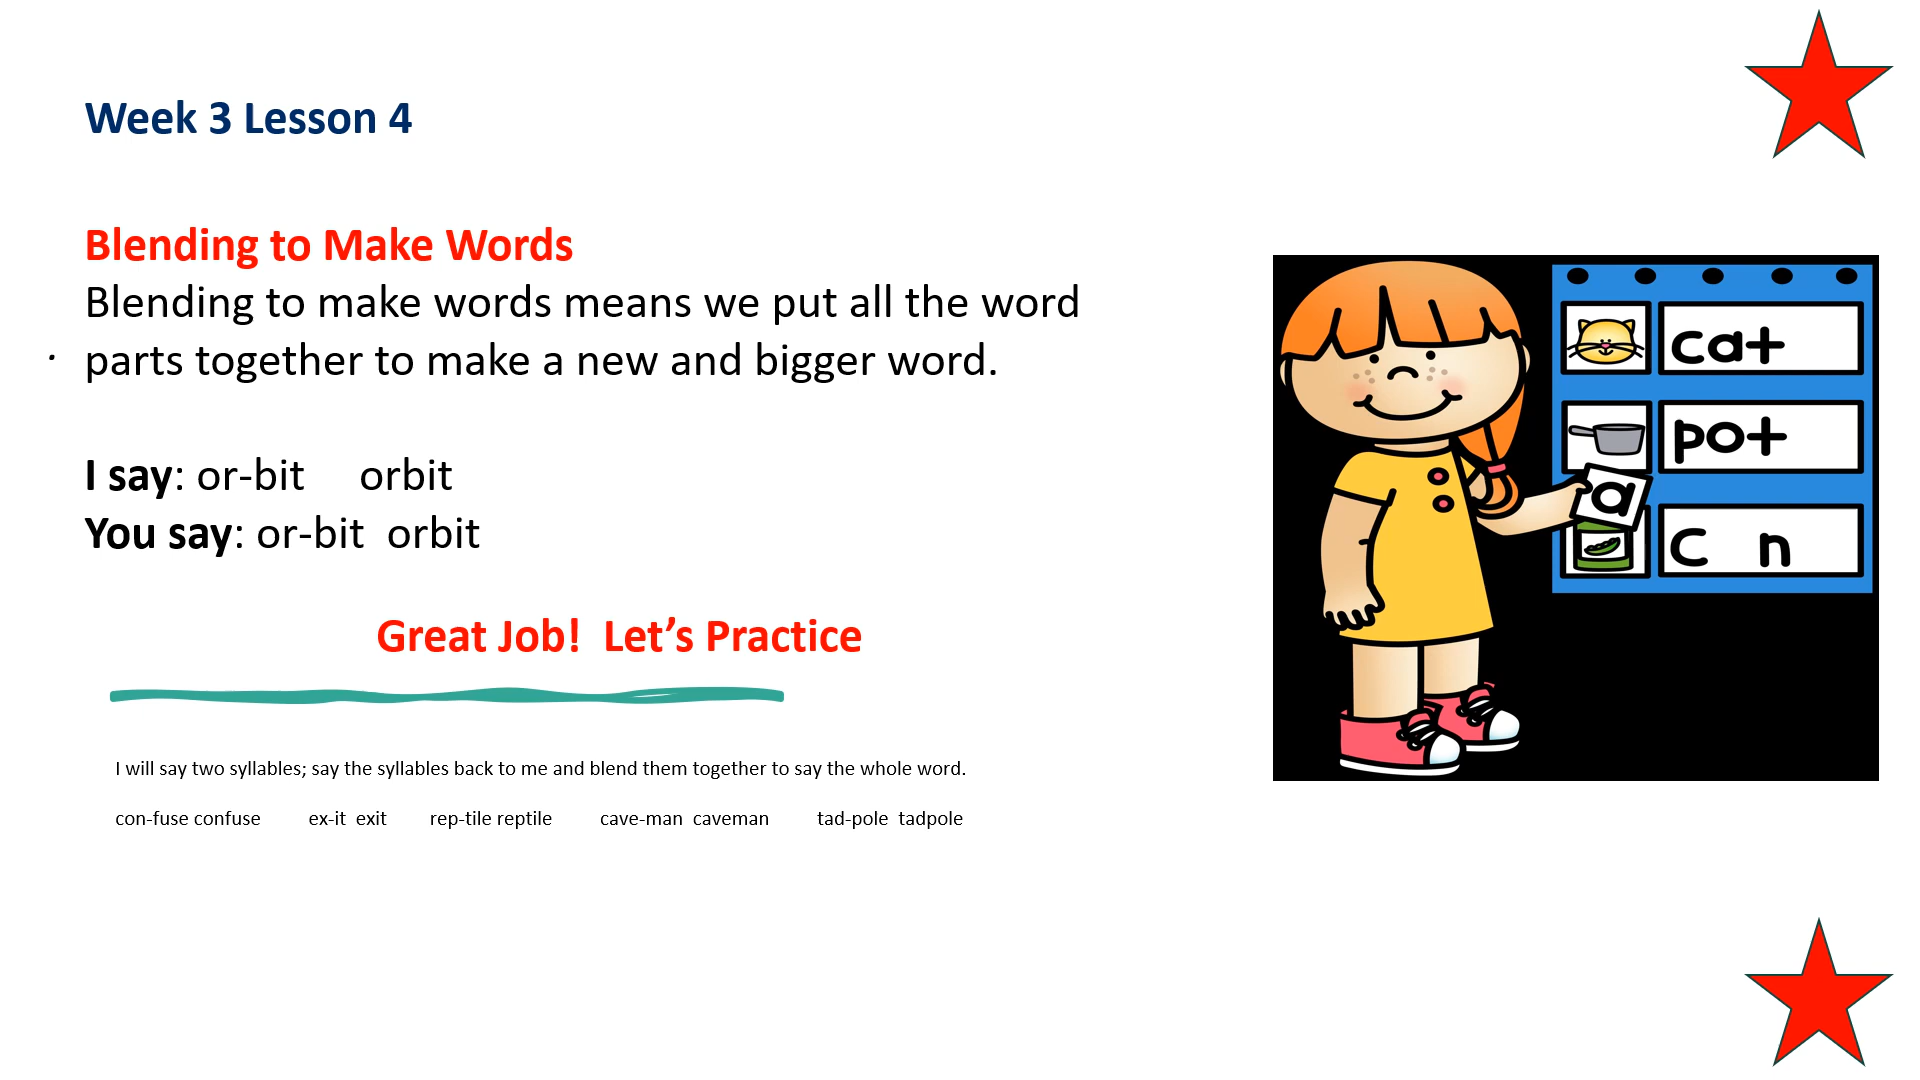 Week 3 Lesson 4
Blending to Make Words
Blending to make words means we put all the word
parts together to make a new and bigger word.
I say: or-bit orbit
You say: or-bit orbit
Great Job! Let’s Practice
I will say two syllables; say the syllables back to me and blend them together to say the whole word.
con-fuse confuse ex-it exit rep-tile reptile cave-man caveman tad-pole tadpole
cat
pot
a
c n